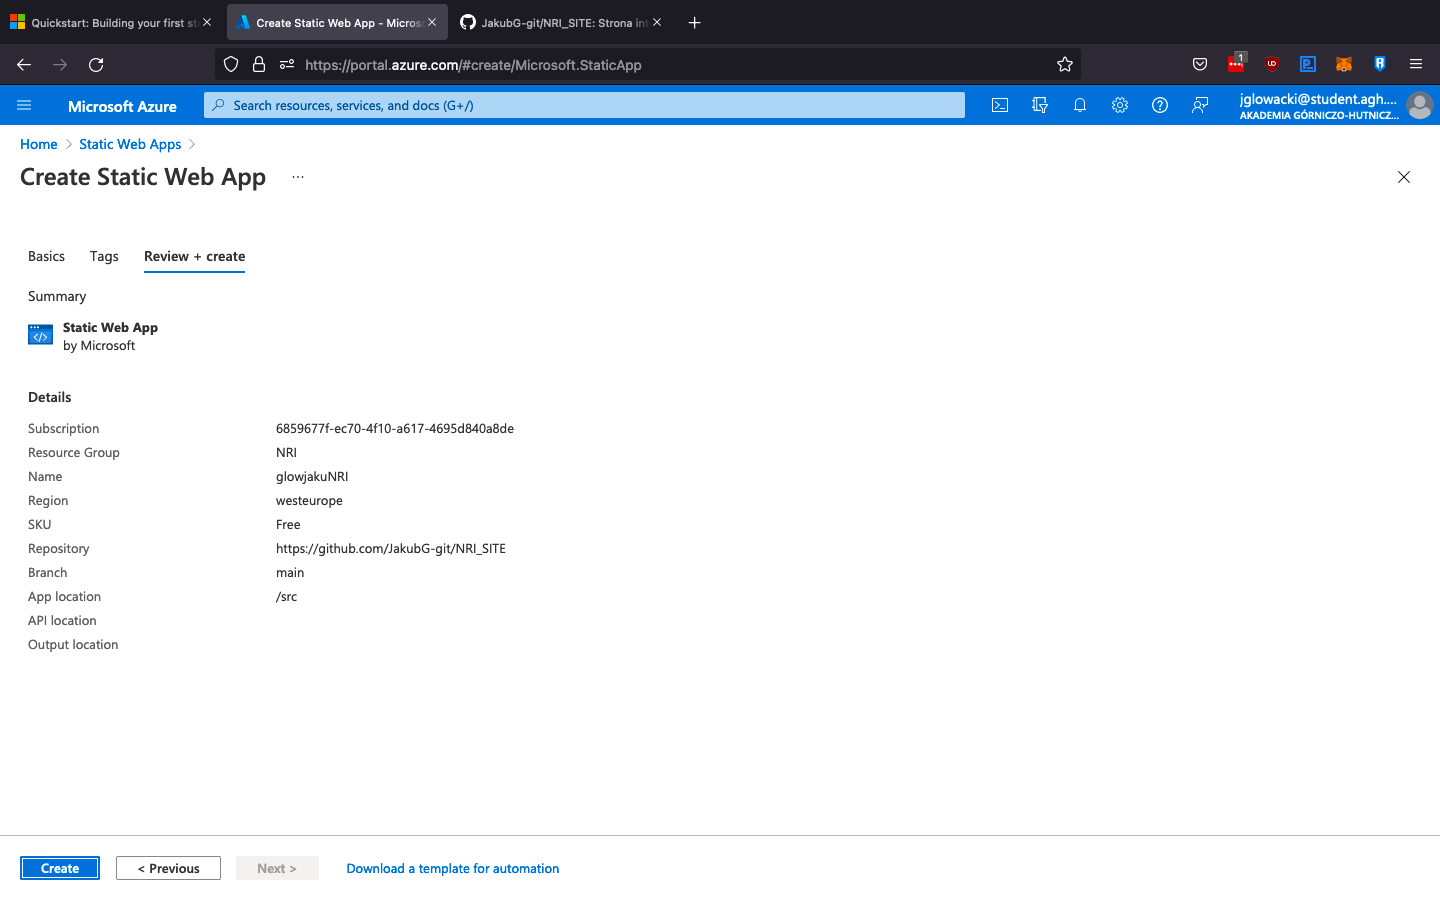 Quickstart: Building your first st
Create Static Web App - Micros
JakubG-git/NRI_SITE: Strona int
https://portal.azure.com/#create/Microsoft.StaticApp
1
Microsoft Azure
Search resources, services, and docs (G+/)
jglowacki@student.agh....
AKADEMIA GÓRNICZO-HUTNICZ...
Home > Static Web Apps >
Create Static Web App ...
Basics Tags Review + create
Summary
Static Web App
by Microsoft
Details
Subscription 6859677f-ec70-4f10-a617-4695d840a8de
Resource Group NRI
Name glowjakuNRI
Region westeurope
SKU Free
Repository https://github.com/JakubG-git/NRI_SITE
Branch main
App location /src
API location
Output location
Create < Previous Next > Download a template for automation